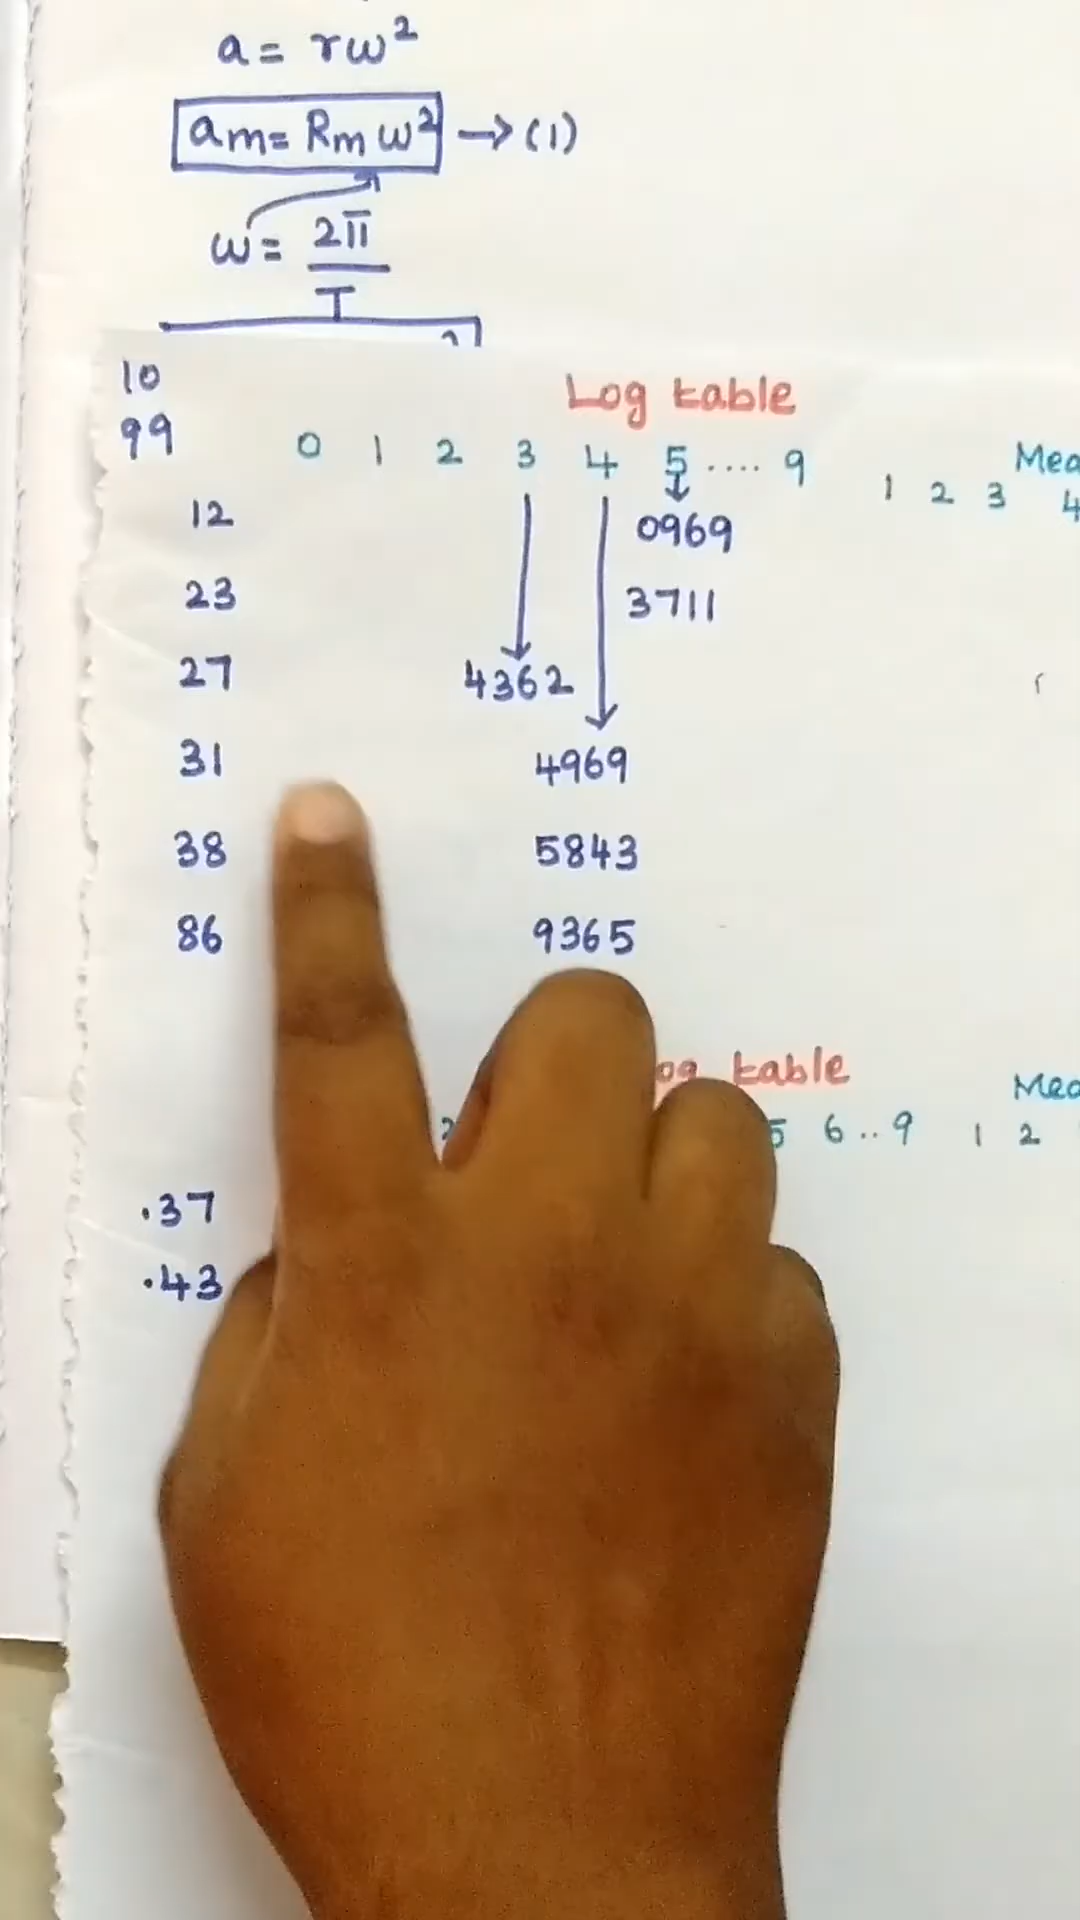 a = rω²
am = Rm ω² → (1)
ω = 2π
T
10
99
Log table
0 1 2 3 4 5 .... 9 1 2 3 4
12 0969
23 3711
27 4362
31 4969
38 5843
86 9365
table
5 6 .. 9 1 2
.37
.43